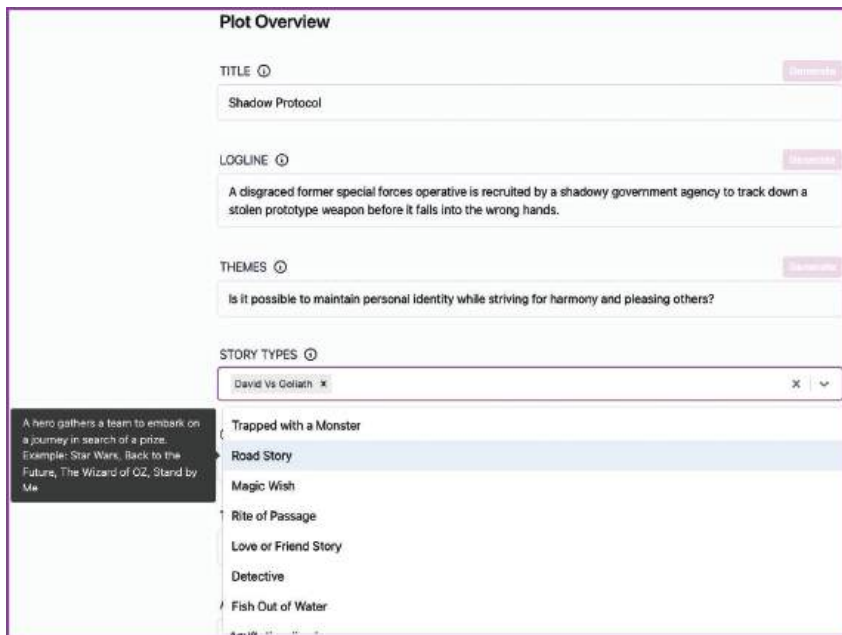 Plot Overview
TITLE
Generate
Shadow Protocol
LOGLINE
Generate
A disgraced former special forces operative is recruited by a shadowy government agency to track down a
stolen prototype weapon before it falls into the wrong hands.
THEMES
Generate
Is it possible to maintain personal identity while striving for harmony and pleasing others?
STORY TYPES
David Vs Goliath ×
A hero gathers a team to embark on
a journey in search of a prize.
Example: Star Wars, Back to the
Future, The Wizard of OZ, Stand by
Me
Trapped with a Monster
Road Story
Magic Wish
Rite of Passage
Love or Friend Story
Detective
Fish Out of Water